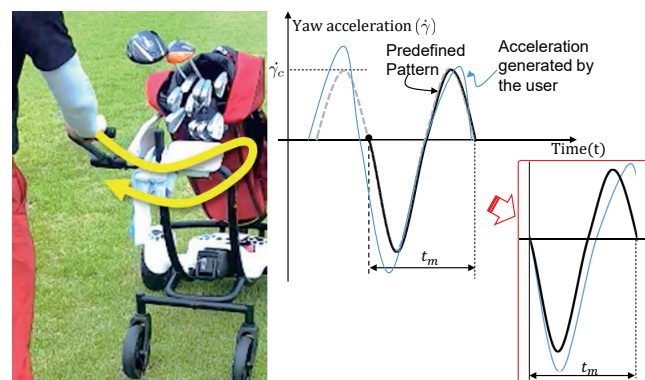 Yaw acceleration (γ̇)
Predefined
Pattern
Acceleration
generated by
the user
γ̇c
Time(t)
tm
tm